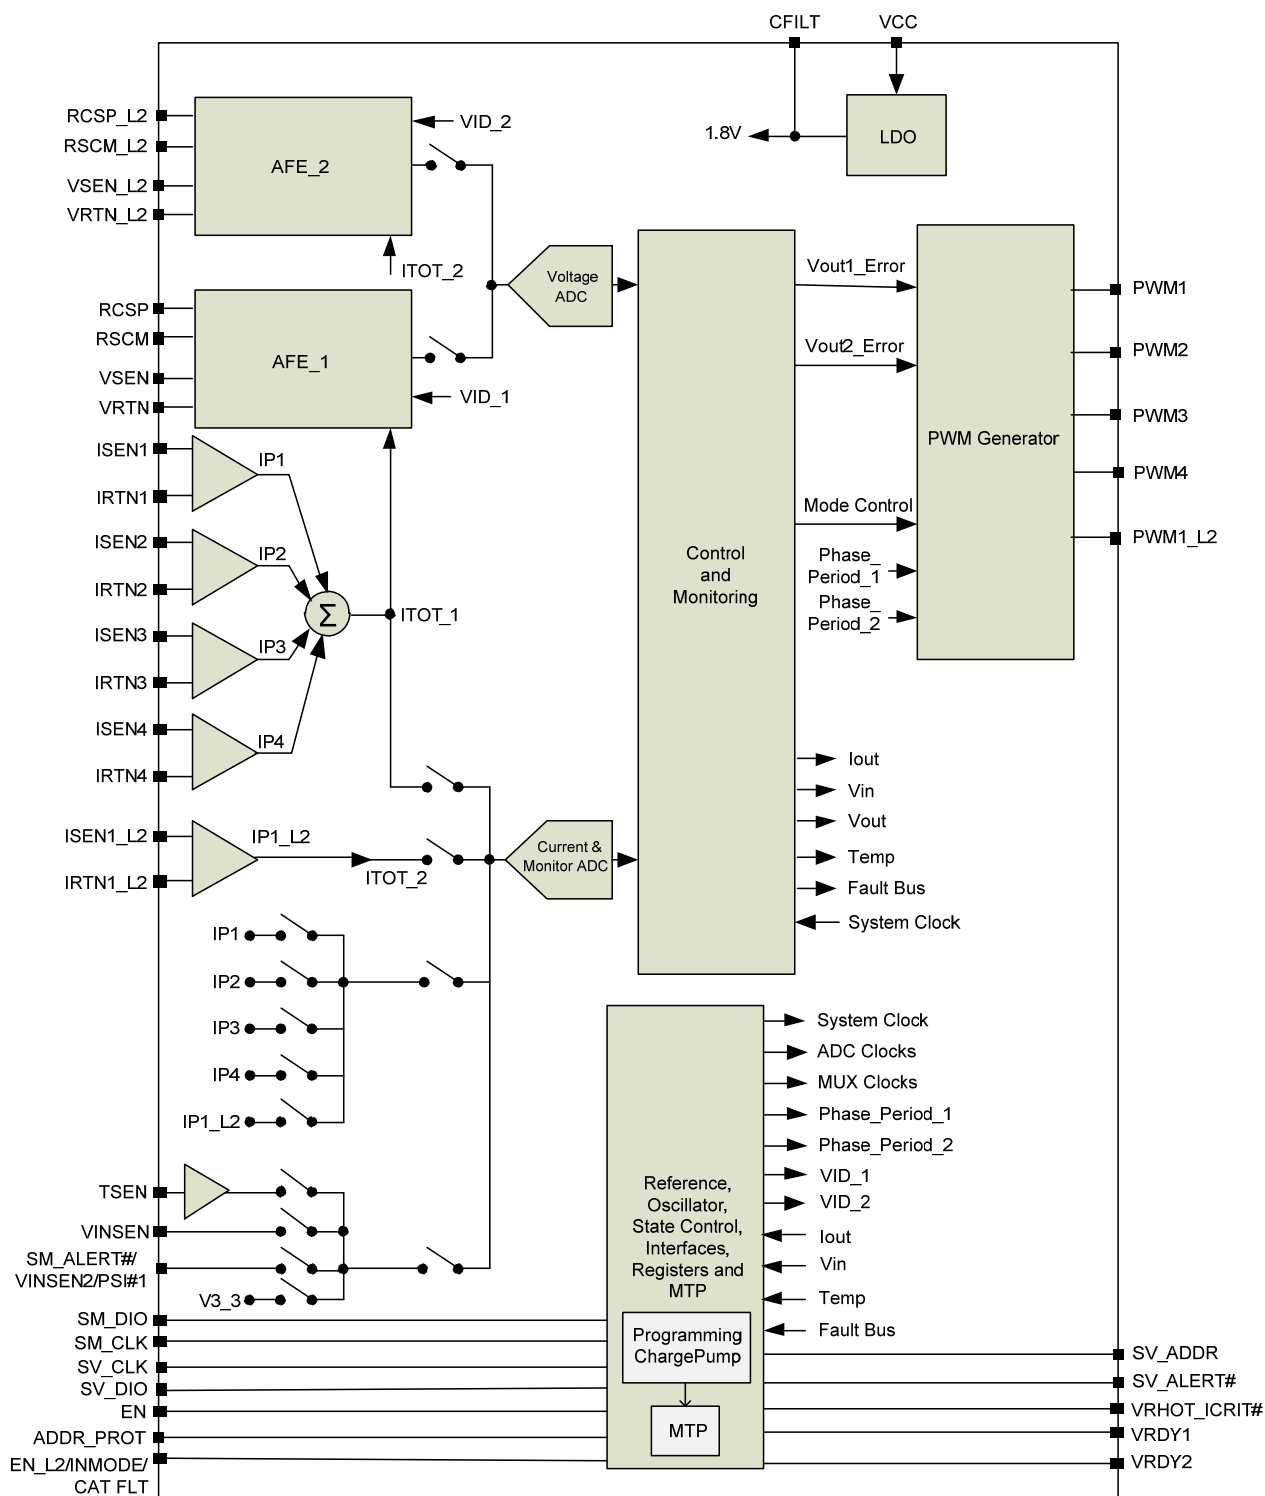 CFILT
VCC
RCSP_L2
RSCM_L2
VSEN_L2
VRTN_L2
AFE_2
VID_2
ITOT_2
1.8V
LDO
RCSP
RSCM
VSEN
VRTN
AFE_1
VID_1
Voltage
ADC
ISEN1
IRTN1
IP1
ISEN2
IRTN2
IP2
ISEN3
IRTN3
IP3
ISEN4
IRTN4
IP4
Σ
ITOT_1
ISEN1_L2
IRTN1_L2
IP1_L2
ITOT_2
Current &
Monitor ADC
Control
and
Monitoring
Vout1_Error
Vout2_Error
Mode Control
Phase_
Period_1
Phase_
Period_2
PWM Generator
PWM1
PWM2
PWM3
PWM4
PWM1_L2
Iout
Vin
Vout
Temp
Fault Bus
System Clock
IP1
IP2
IP3
IP4
IP1_L2
TSEN
VINSEN
SM_ALERT#/
VINSEN2/PSI#1
V3_3
SM_DIO
SM_CLK
SV_CLK
SV_DIO
EN
ADDR_PROT
EN_L2/INMODE/
CAT FLT
Reference,
Oscillator,
State Control,
Interfaces,
Registers and
MTP
Programming
ChargePump
MTP
System Clock
ADC Clocks
MUX Clocks
Phase_Period_1
Phase_Period_2
VID_1
VID_2
Iout
Vin
Temp
Fault Bus
SV_ADDR
SV_ALERT#
VRHOT_ICRIT#
VRDY1
VRDY2